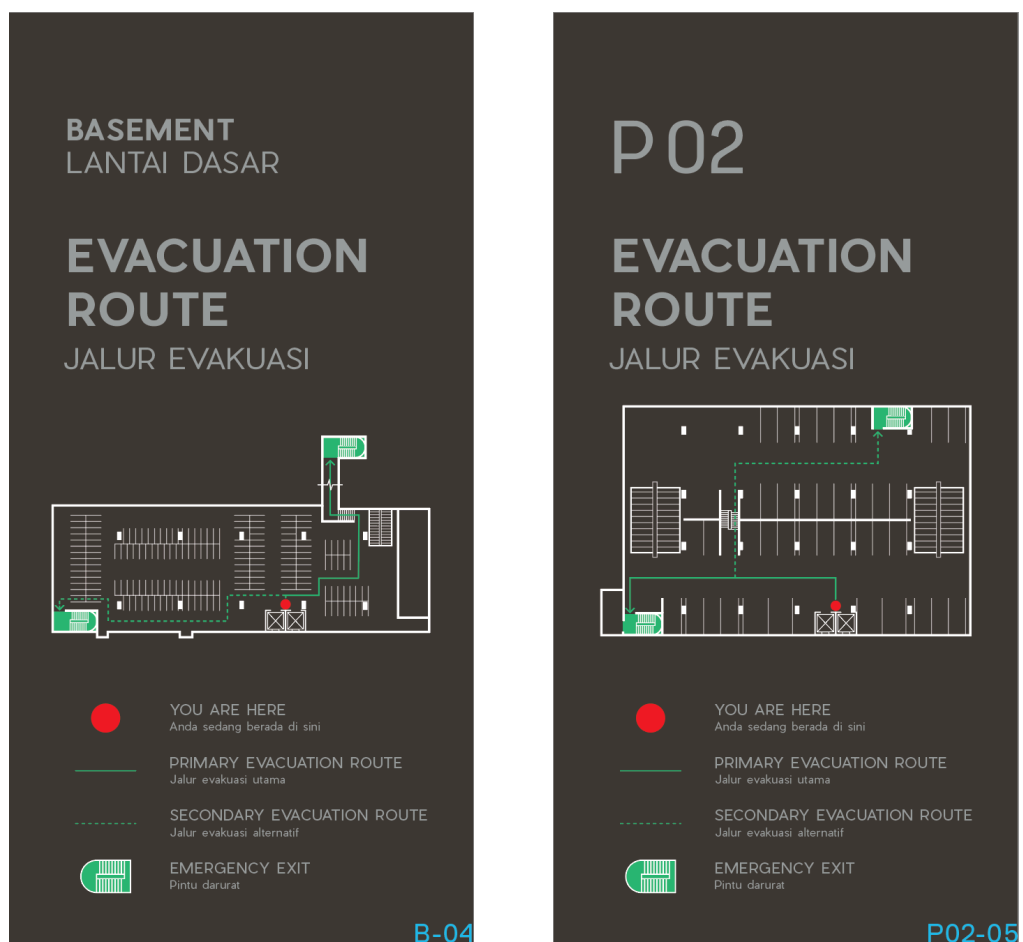 BASEMENT
LANTAI DASAR
EVACUATION
ROUTE
JALUR EVAKUASI
YOU ARE HERE
Anda sedang berada di sini
PRIMARY EVACUATION ROUTE
Jalur evakuasi utama
SECONDARY EVACUATION ROUTE
Jalur evakuasi alternatif
EMERGENCY EXIT
Pintu darurat
B-04
P 02
EVACUATION
ROUTE
JALUR EVAKUASI
YOU ARE HERE
Anda sedang berada di sini
PRIMARY EVACUATION ROUTE
Jalur evakuasi utama
SECONDARY EVACUATION ROUTE
Jalur evakuasi alternatif
EMERGENCY EXIT
Pintu darurat
P02-05